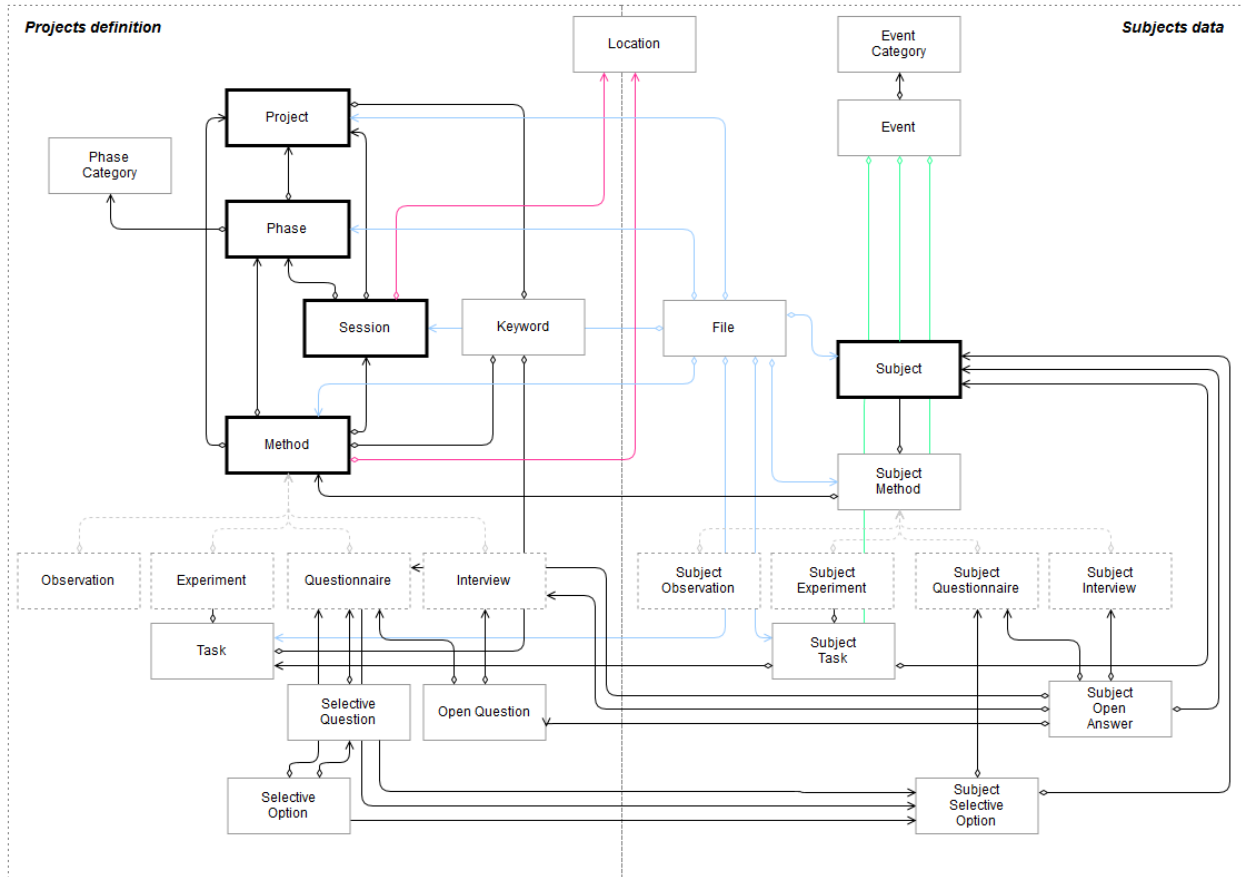 Projects definition
Subjects data
Location
Event
Category
Project
Event
Phase
Category
Phase
Session
Keyword
File
Subject
Method
Subject
Method
Observation
Experiment
Questionnaire
Interview
Subject
Observation
Subject
Experiment
Subject
Questionnaire
Subject
Interview
Task
Subject
Task
Selective
Question
Open Question
Subject
Open
Answer
Selective
Option
Subject
Selective
Option